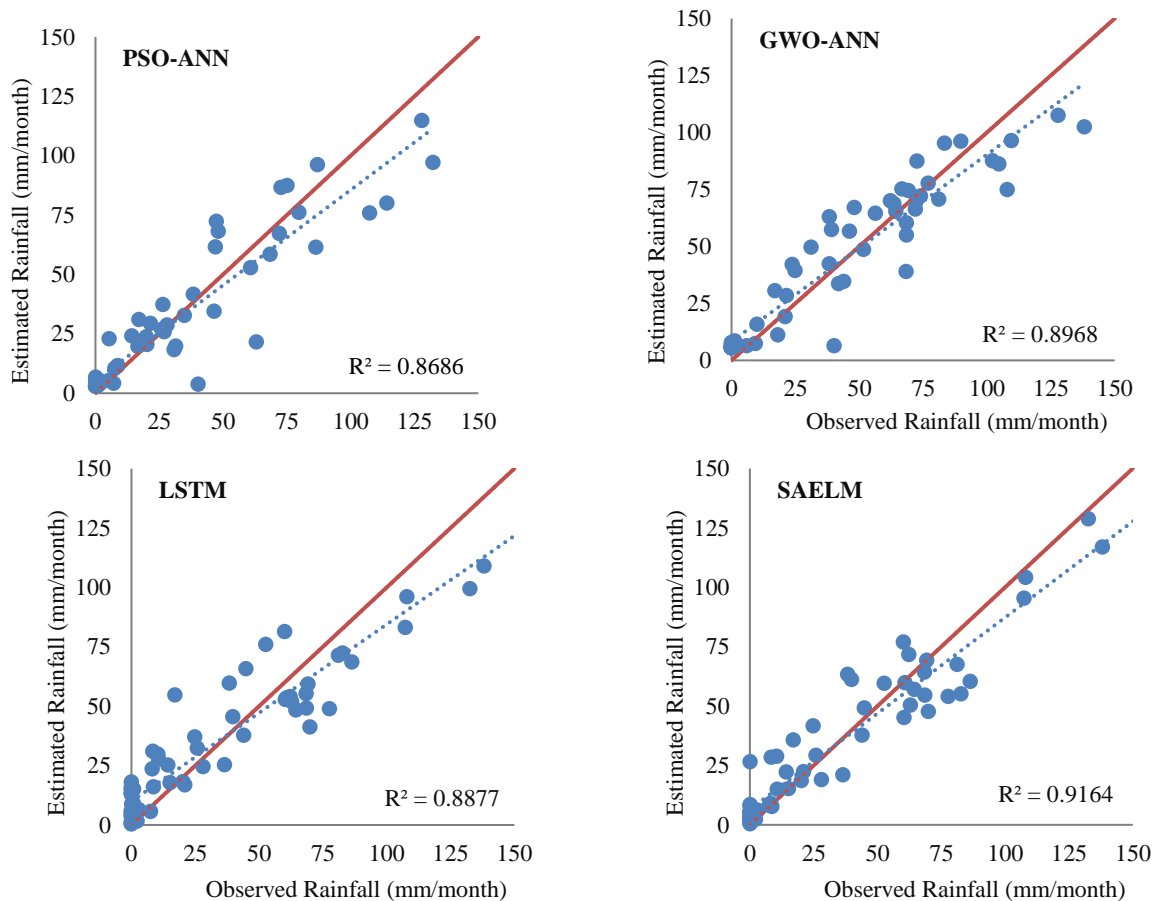 PSO-ANN
Estimated Rainfall (mm/month)
150
125
100
75
50
25
0
R² = 0.8686
0 25 50 75 100 125 150
GWO-ANN
Estimated Rainfall (mm/month)
150
125
100
75
50
25
0
R² = 0.8968
0 25 50 75 100 125 150
Observed Rainfall (mm/month)
LSTM
Estimated Rainfall (mm/month)
150
125
100
75
50
25
0
R² = 0.8877
0 25 50 75 100 125 150
Observed Rainfall (mm/month)
SAELM
Estimated Rainfall (mm/month)
150
125
100
75
50
25
0
R² = 0.9164
0 25 50 75 100 125 150
Observed Rainfall (mm/month)